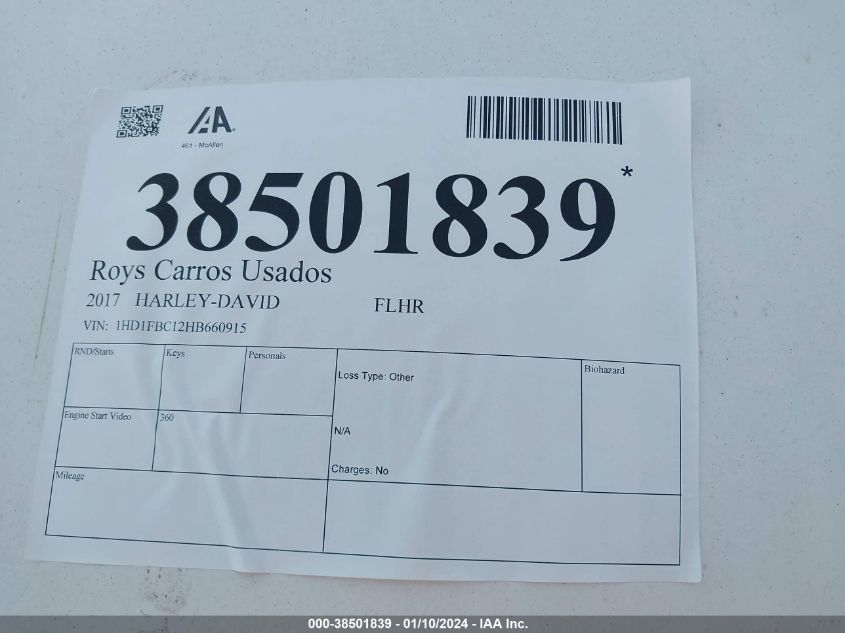 IAA
461 - McAllen
38501839*
Roys Carros Usados
2017 HARLEY-DAVID FLHR
VIN: 1HD1FBC12HB660915
RND/Starts Keys Personals
Loss Type: Other
Biohazard
Engine Start Video 360
N/A
Charges: No
Mileage
000-38501839 - 01/10/2024 - IAA Inc.